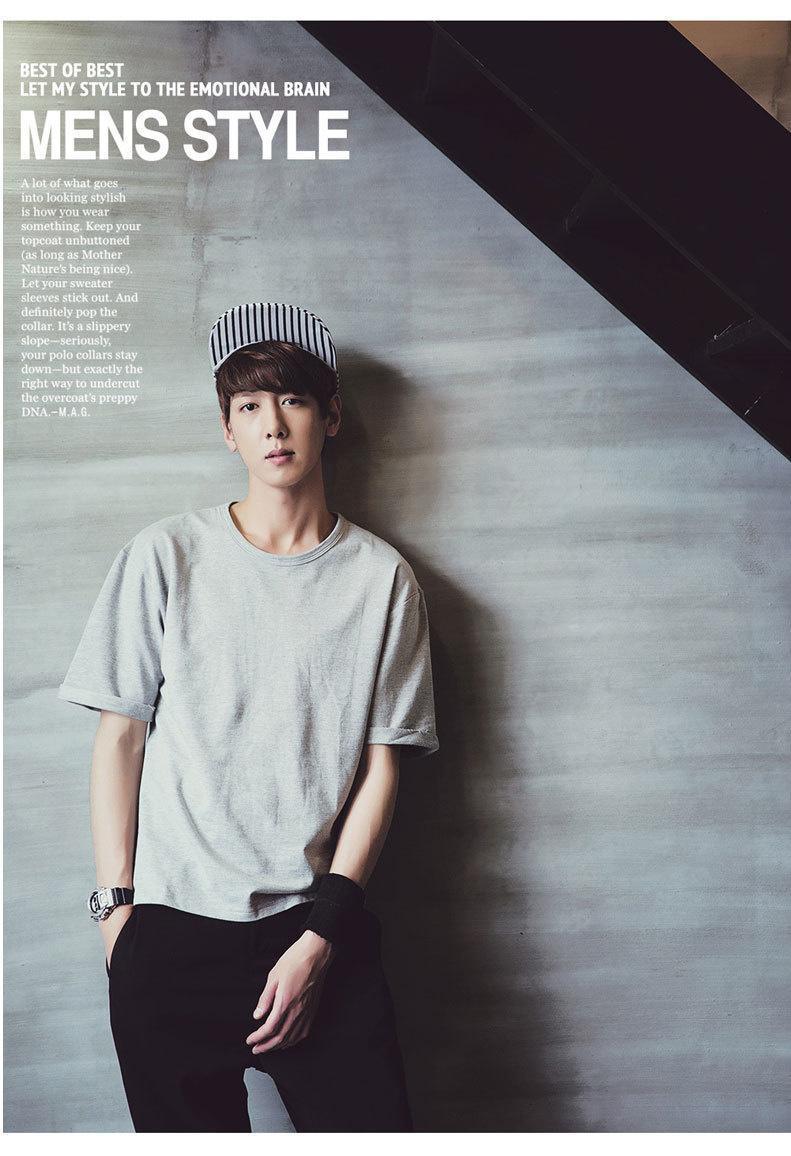 BEST OF BEST
LET MY STYLE TO THE EMOTIONAL BRAIN
MENS STYLE
A lot of what goes
into looking stylish
is how you wear
something. Keep your
topcoat unbuttoned
(as long as Mother
Nature's being nice).
Let your sweater
sleeves stick out. And
definitely pop the
collar. It's a slippery
slope—seriously,
your polo collars stay
down—but exactly the
right way to undercut
the overcoat's preppy
DNA.–M.A.G.